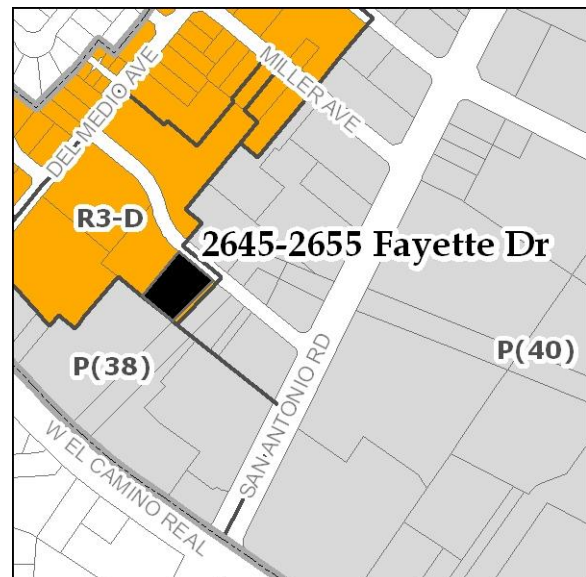 DEL MEDIO AVE
MILLER AVE
R3-D
2645-2655 Fayette Dr
P(38)
P(40)
SAN ANTONIO RD
W EL CAMINO REAL